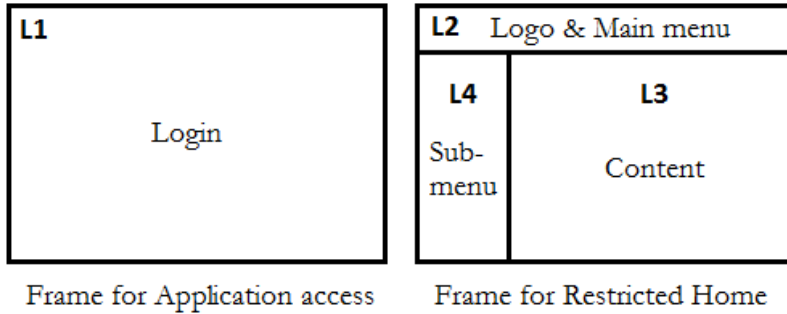 L1
Login
Frame for Application access
L2 Logo & Main menu
L4
Sub-
menu
L3
Content
Frame for Restricted Home